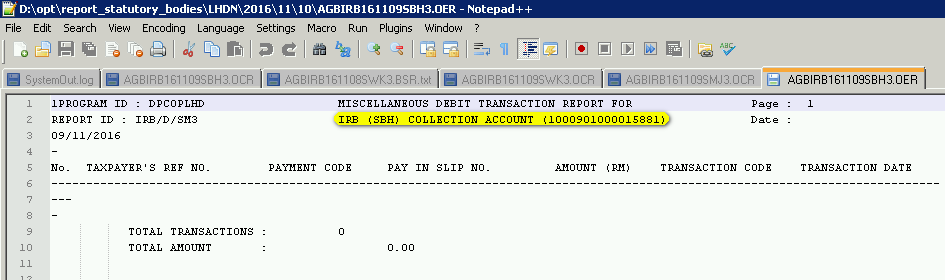 D:\opt\report_statutory_bodies\LHDN\2016\11\10\AGBIRB161109SBH3.OER - Notepad++
File Edit Search View Encoding Language Settings Macro Run Plugins Window ?
SystemOut.log AGBIRB161109SBH3.OCR AGBIRB161108SWK3.BSR.txt AGBIRB161109SWK3.OCR AGBIRB161109SMJ3.OCR AGBIRB161109SBH3.OER
1 1PROGRAM ID : DPCOPLHD MISCELLANEOUS DEBIT TRANSACTION REPORT FOR Page : 1
2 REPORT ID : IRB/D/SM3 IRB (SBH) COLLECTION ACCOUNT (1000901000015881) Date :
3 09/11/2016
4 -
5 No. TAXPAYER'S REF NO. PAYMENT CODE PAY IN SLIP NO. AMOUNT (RM) TRANSACTION CODE TRANSACTION DATE
6 ----------------------------------------------------------------------------------------------------------------------------------
7 ---
8 -
9 TOTAL TRANSACTIONS : 0
10 TOTAL AMOUNT : 0.00
11
12